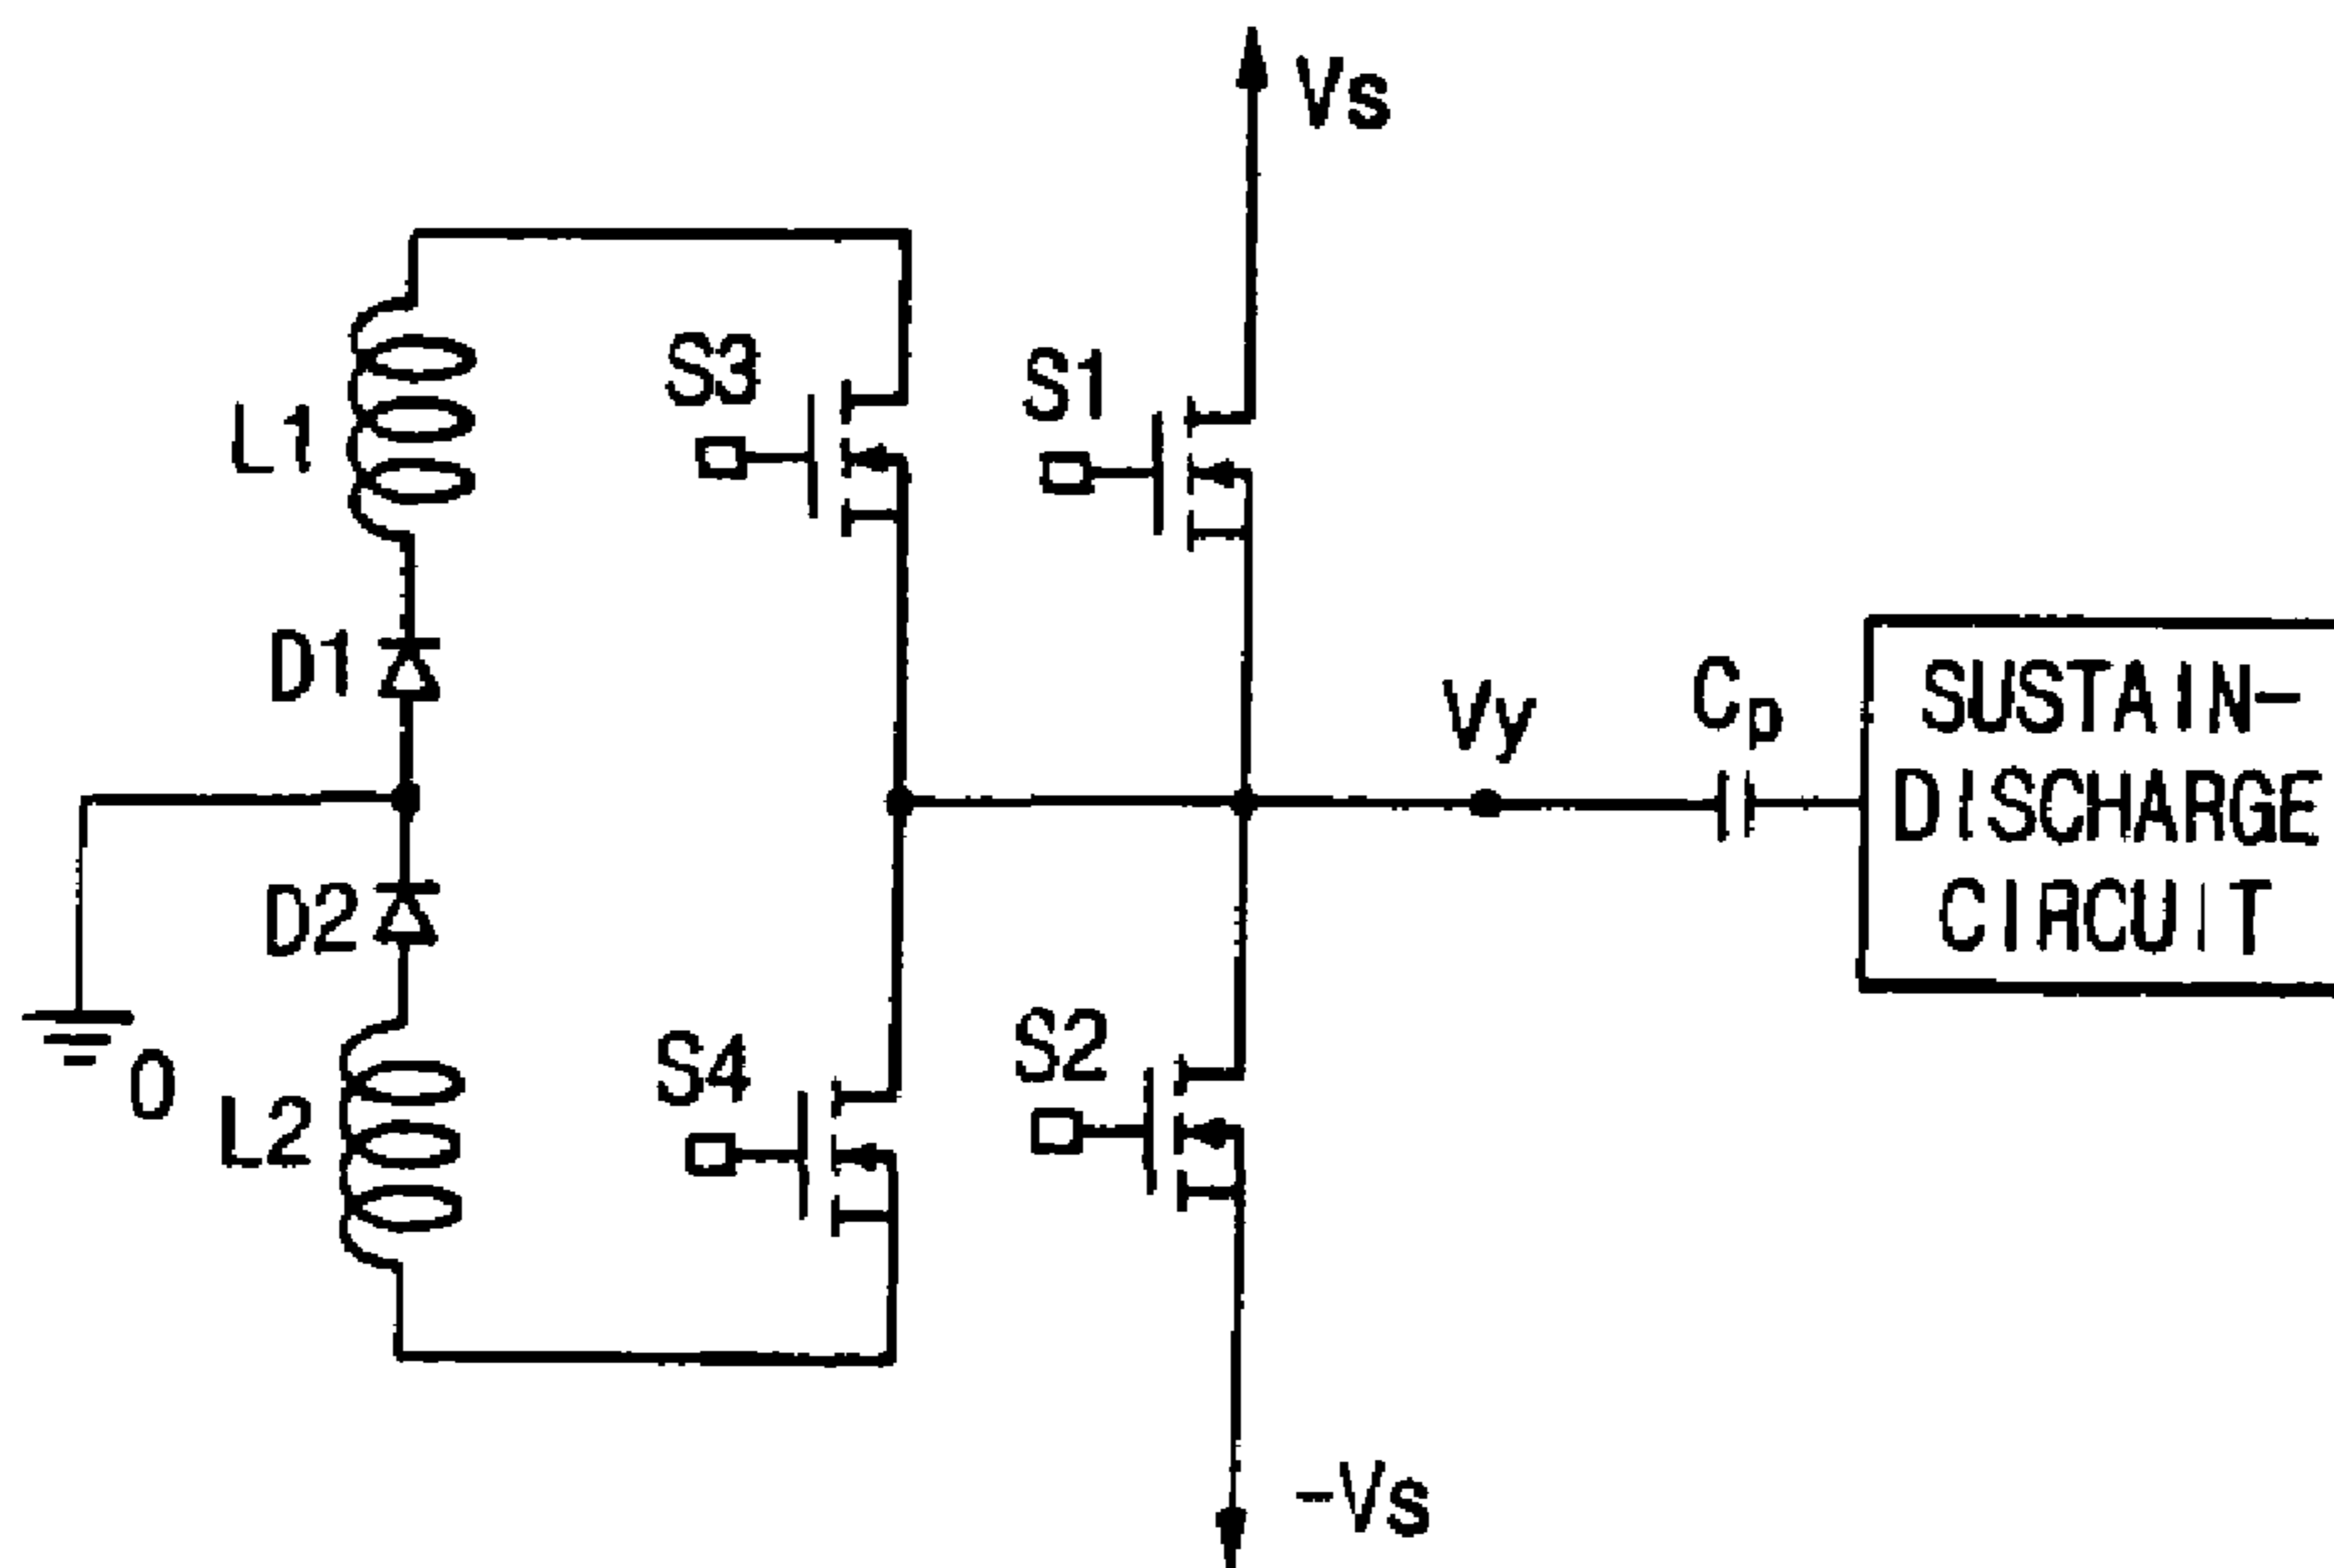 Vs
S3
S1
L1
D1
Vy
Cp
SUSTAIN-
DISCHARGE
CIRCUIT
D2
S4
S2
0
L2
-Vs